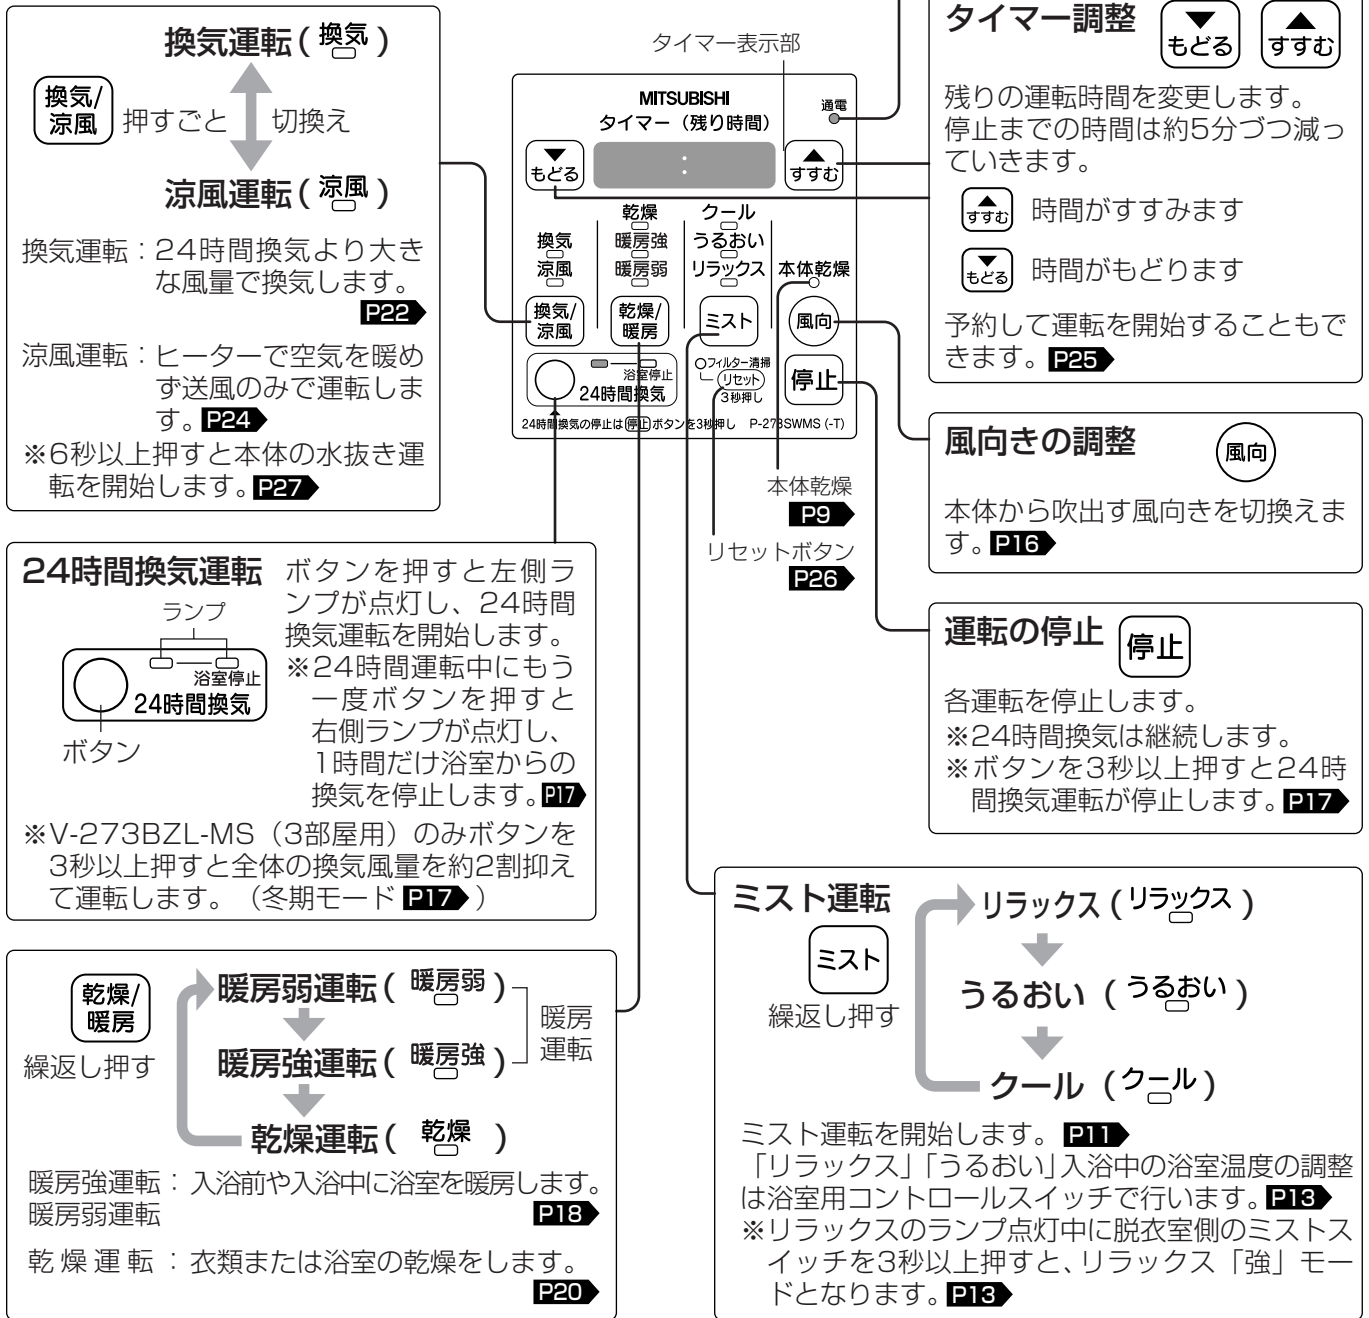 換気運転( 換気 )
換気/
涼風
押すごと 切換え
涼風運転( 涼風 )
換気運転：24時間換気より大き
な風量で換気します。
P22
涼風運転：ヒーターで空気を暖め
ず送風のみで運転しま
す。P24
※6秒以上押すと本体の水抜き運
転を開始します。P27
24時間換気運転
ランプ
浴室停止
24時間換気
ボタン
ボタンを押すと左側ラ
ンプが点灯し、24時間
換気運転を開始します。
※24時間運転中にもう
一度ボタンを押すと
右側ランプが点灯し、
1時間だけ浴室からの
換気を停止します。P17
※V-273BZL-MS（3部屋用）のみボタンを
3秒以上押すと全体の換気風量を約2割抑え
て運転します。（冬期モード P17）
乾燥/
暖房
繰返し押す
暖房弱運転( 暖房弱 )
暖房強運転( 暖房強 )
暖房
運転
乾燥運転( 乾燥 )
暖房強運転：入浴前や入浴中に浴室を暖房します。
暖房弱運転 P18
乾燥運転：衣類または浴室の乾燥をします。
P20
タイマー表示部
MITSUBISHI
通電
タイマー（残り時間）
▼
もどる
:
▲
すすむ
乾燥 クール
換気 暖房強 うるおい
涼風 暖房弱 リラックス 本体乾燥
換気/
涼風
乾燥/
暖房
ミスト
風向
浴室停止
24時間換気
フィルター清掃
リセット
3秒押し
停止
24時間換気の停止は停止ボタンを3秒押し P-273SWMS (-T)
本体乾燥
P9
リセットボタン
P26
タイマー調整
▼
もどる
▲
すすむ
残りの運転時間を変更します。
停止までの時間は約5分づつ減っ
ていきます。
▲
すすむ
時間がすすみます
▼
もどる
時間がもどります
予約して運転を開始することもで
きます。P25
風向きの調整 風向
本体から吹出す風向きを切換えま
す。P16
運転の停止 停止
各運転を停止します。
※24時間換気は継続します。
※ボタンを3秒以上押すと24時
間換気運転が停止します。P17
ミスト運転
ミスト
繰返し押す
リラックス( リラックス )
うるおい ( うるおい )
クール ( クール )
ミスト運転を開始します。P11
「リラックス」「うるおい」入浴中の浴室温度の調整
は浴室用コントロールスイッチで行います。P13
※リラックスのランプ点灯中に脱衣室側のミストス
イッチを3秒以上押すと、リラックス「強」モー
ドとなります。P13